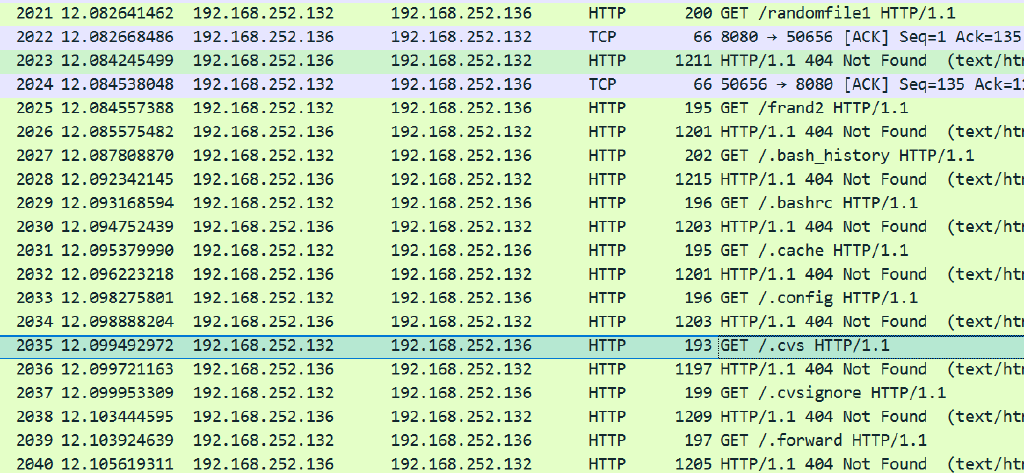 2021 12.082641462 192.168.252.132 192.168.252.136 HTTP 200 GET /randomfile1 HTTP/1.1
2022 12.082668486 192.168.252.136 192.168.252.132 TCP 66 8080 → 50656 [ACK] Seq=1 Ack=135
2023 12.084245499 192.168.252.136 192.168.252.132 HTTP 1211 HTTP/1.1 404 Not Found (text/htm
2024 12.084538048 192.168.252.132 192.168.252.136 TCP 66 50656 → 8080 [ACK] Seq=135 Ack=11
2025 12.084557388 192.168.252.132 192.168.252.136 HTTP 195 GET /frand2 HTTP/1.1
2026 12.085575482 192.168.252.136 192.168.252.132 HTTP 1201 HTTP/1.1 404 Not Found (text/htm
2027 12.087808870 192.168.252.132 192.168.252.136 HTTP 202 GET /.bash_history HTTP/1.1
2028 12.092342145 192.168.252.136 192.168.252.132 HTTP 1215 HTTP/1.1 404 Not Found (text/htm
2029 12.093168594 192.168.252.132 192.168.252.136 HTTP 196 GET /.bashrc HTTP/1.1
2030 12.094752439 192.168.252.136 192.168.252.132 HTTP 1203 HTTP/1.1 404 Not Found (text/htm
2031 12.095379990 192.168.252.132 192.168.252.136 HTTP 195 GET /.cache HTTP/1.1
2032 12.096223218 192.168.252.136 192.168.252.132 HTTP 1201 HTTP/1.1 404 Not Found (text/htm
2033 12.098275801 192.168.252.132 192.168.252.136 HTTP 196 GET /.config HTTP/1.1
2034 12.098888204 192.168.252.136 192.168.252.132 HTTP 1203 HTTP/1.1 404 Not Found (text/htm
2035 12.099492972 192.168.252.132 192.168.252.136 HTTP 193 GET /.cvs HTTP/1.1
2036 12.099721163 192.168.252.136 192.168.252.132 HTTP 1197 HTTP/1.1 404 Not Found (text/htm
2037 12.099953309 192.168.252.132 192.168.252.136 HTTP 199 GET /.cvsignore HTTP/1.1
2038 12.103444595 192.168.252.136 192.168.252.132 HTTP 1209 HTTP/1.1 404 Not Found (text/htm
2039 12.103924639 192.168.252.132 192.168.252.136 HTTP 197 GET /.forward HTTP/1.1
2040 12.105619311 192.168.252.136 192.168.252.132 HTTP 1205 HTTP/1.1 404 Not Found (text/htm